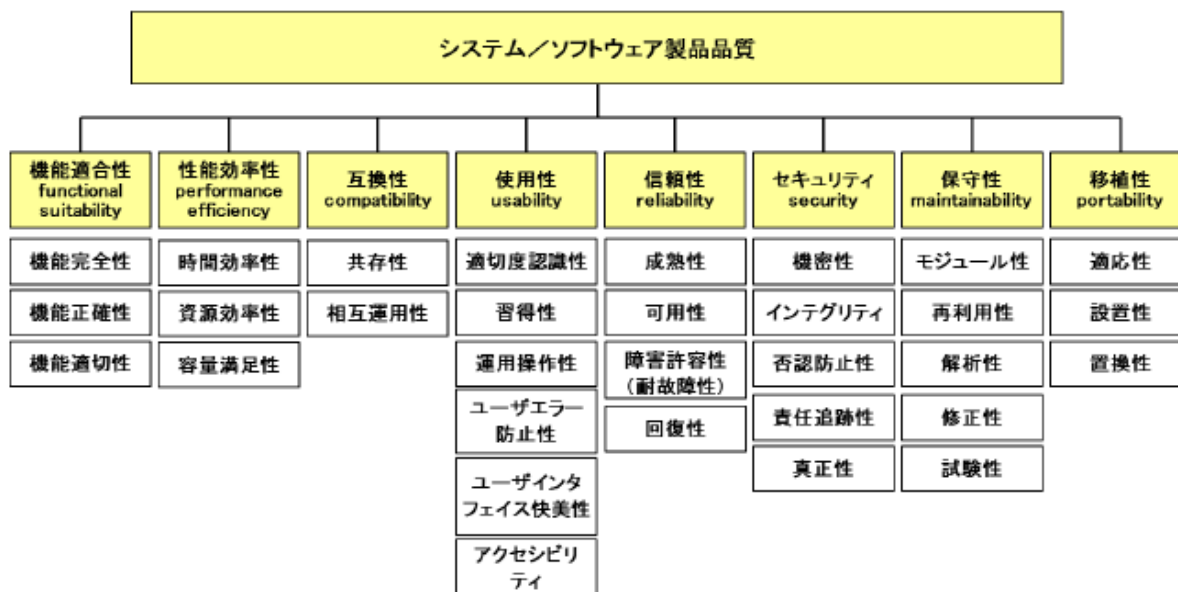 システム／ソフトウェア製品品質
機能適合性
functional
suitability
機能完全性
機能正確性
機能適切性
性能効率性
performance
efficiency
時間効率性
資源効率性
容量満足性
互換性
compatibility
共存性
相互運用性
使用性
usability
適切度認識性
習得性
運用操作性
ユーザエラー
防止性
ユーザインタ
フェイス快美性
アクセシビリ
ティ
信頼性
reliability
成熟性
可用性
障害許容性
（耐故障性）
回復性
セキュリティ
security
機密性
インテグリティ
否認防止性
責任追跡性
真正性
保守性
maintainability
モジュール性
再利用性
解析性
修正性
試験性
移植性
portability
適応性
設置性
置換性